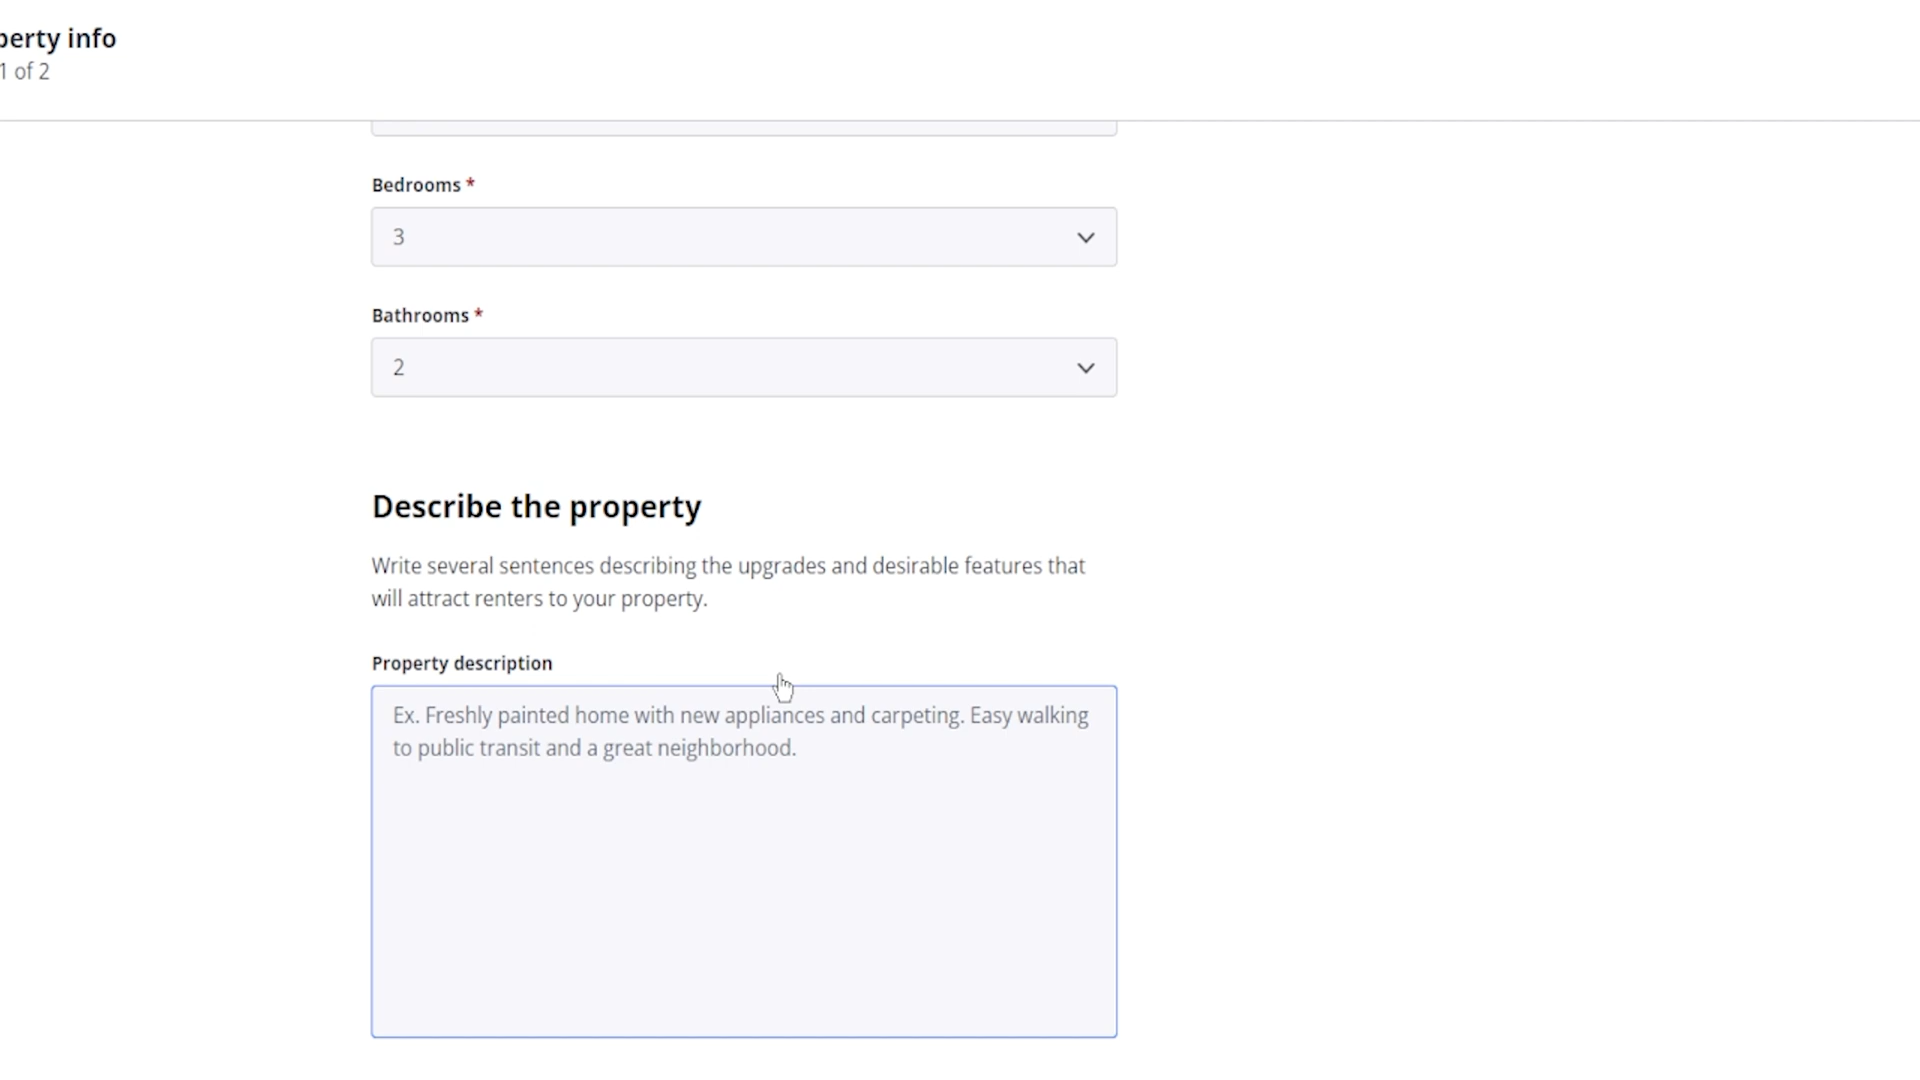 perty info
1 of 2
Bedrooms *
3
Bathrooms *
2
Describe the property
Write several sentences describing the upgrades and desirable features that
will attract renters to your property.
Property description
Ex. Freshly painted home with new appliances and carpeting. Easy walking
to public transit and a great neighborhood.